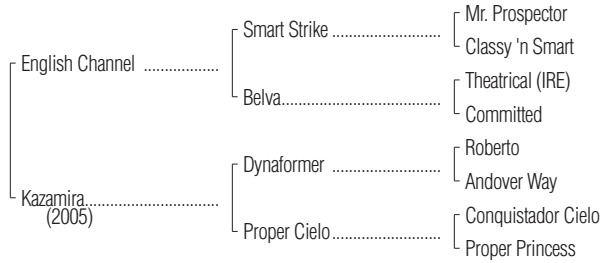 Mr. Prospector
Smart Strike ..........................
Classy 'n Smart
English Channel ..................
Theatrical (IRE)
Belva......................................
Committed
Roberto
Dynaformer ..........................
Andover Way
Kazamira................................
(2005)
Conquistador Cielo
Proper Cielo..........................
Proper Princess